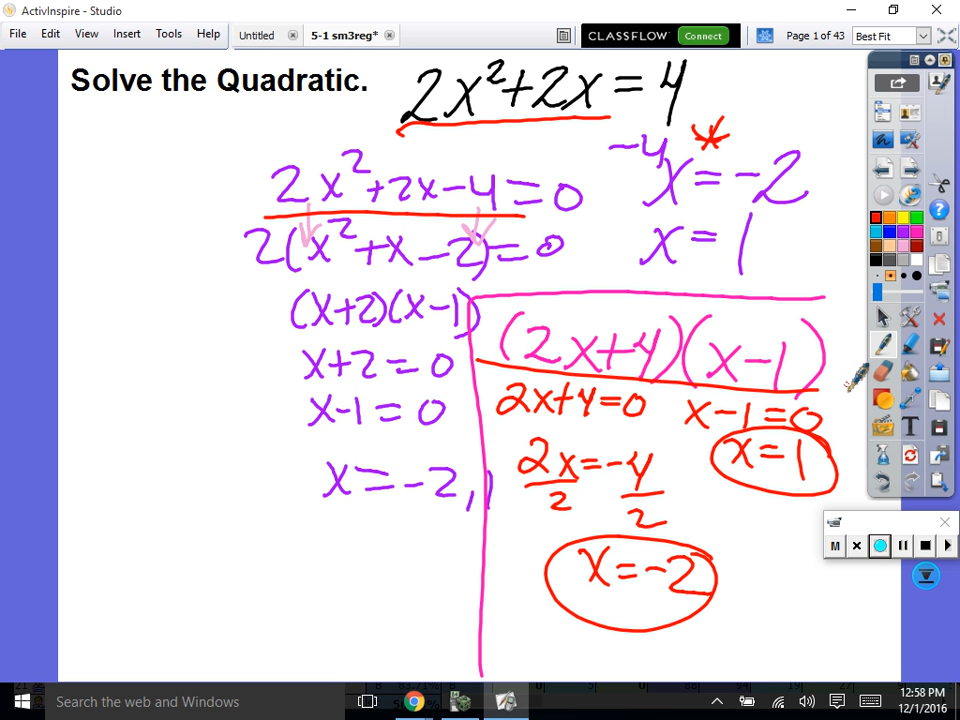 ActivInspire - Studio
File Edit View Insert Tools Help Untitled 5-1 sm3reg* CLASSFLOW Connect Page 1 of 43 Best Fit
Solve the Quadratic. 2x²+2x=4
-4
2x²+2x-4=0
2(x²+x-2)=0
(x+2)(x-1)
x+2=0
x-1=0
x=-2,1
x=-2
x=1
(2x+4)(x-1)
2x+4=0 x-1=0
x=1
2x=-4
2 2
x=-2
M
Search the web and Windows
12:58 PM
12/1/2016